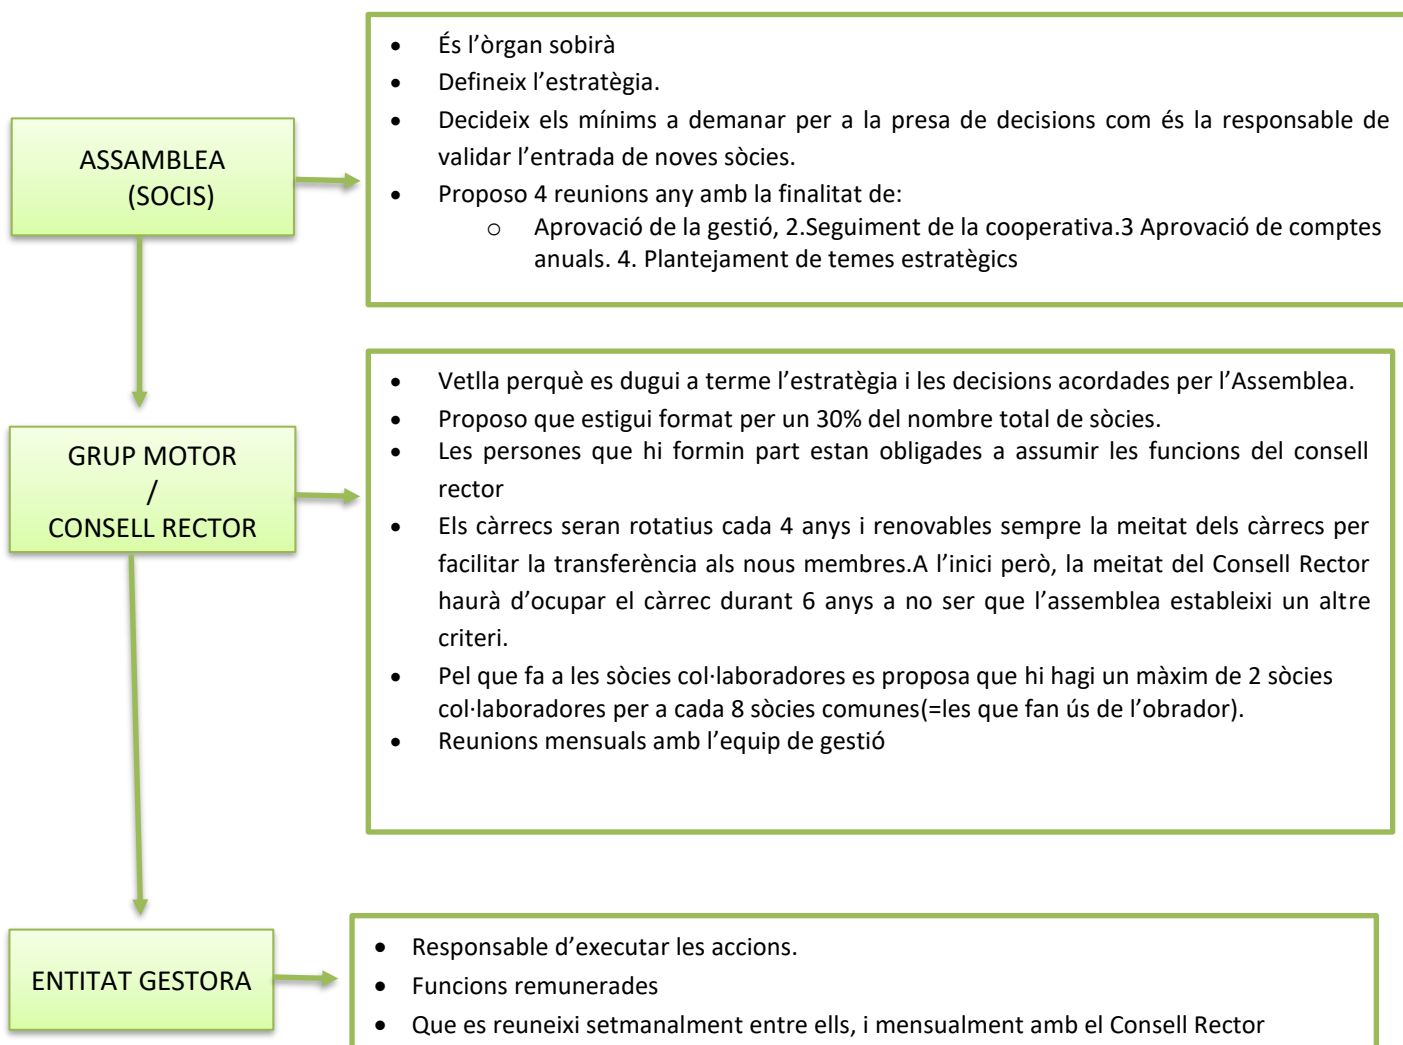 ASSAMBLEA
(SOCIS)
• És l’òrgan sobirà
• Defineix l’estratègia.
• Decideix els mínims a demanar per a la presa de decisions com és la responsable de
validar l’entrada de noves sòcies.
• Proposo 4 reunions any amb la finalitat de:
o Aprovació de la gestió, 2.Seguiment de la cooperativa.3 Aprovació de comptes
anuals. 4. Plantejament de temes estratègics
GRUP MOTOR
/
CONSELL RECTOR
• Vetlla perquè es dugui a terme l’estratègia i les decisions acordades per l’Assemblea.
• Proposo que estigui format per un 30% del nombre total de sòcies.
• Les persones que hi formin part estan obligades a assumir les funcions del consell
rector
• Els càrrecs seran rotatius cada 4 anys i renovables sempre la meitat dels càrrecs per
facilitar la transferència als nous membres.A l’inici però, la meitat del Consell Rector
haurà d’ocupar el càrrec durant 6 anys a no ser que l’assemblea estableixi un altre
criteri.
• Pel que fa a les sòcies col·laboradores es proposa que hi hagi un màxim de 2 sòcies
col·laboradores per a cada 8 sòcies comunes(=les que fan ús de l’obrador).
• Reunions mensuals amb l’equip de gestió
ENTITAT GESTORA
• Responsable d’executar les accions.
• Funcions remunerades
• Que es reuneixi setmanalment entre ells, i mensualment amb el Consell Rector